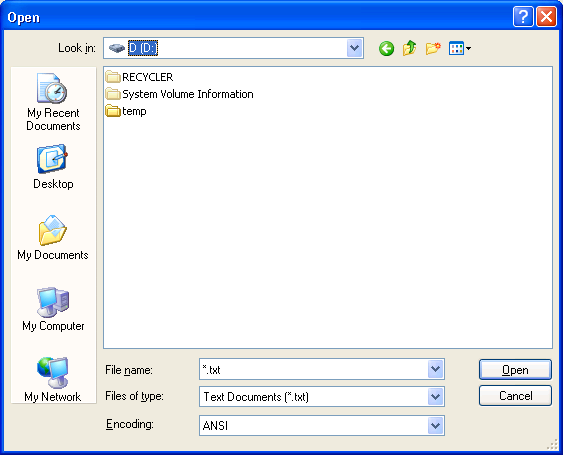 Open
Look in: D (D:
RECYCLER
System Volume Information
temp
My Recent
Documents
Desktop
My Documents
My Computer
My Network
File name: *.txt Open
Files of type: Text Documents (*.txt) Cancel
Encoding: ANSI